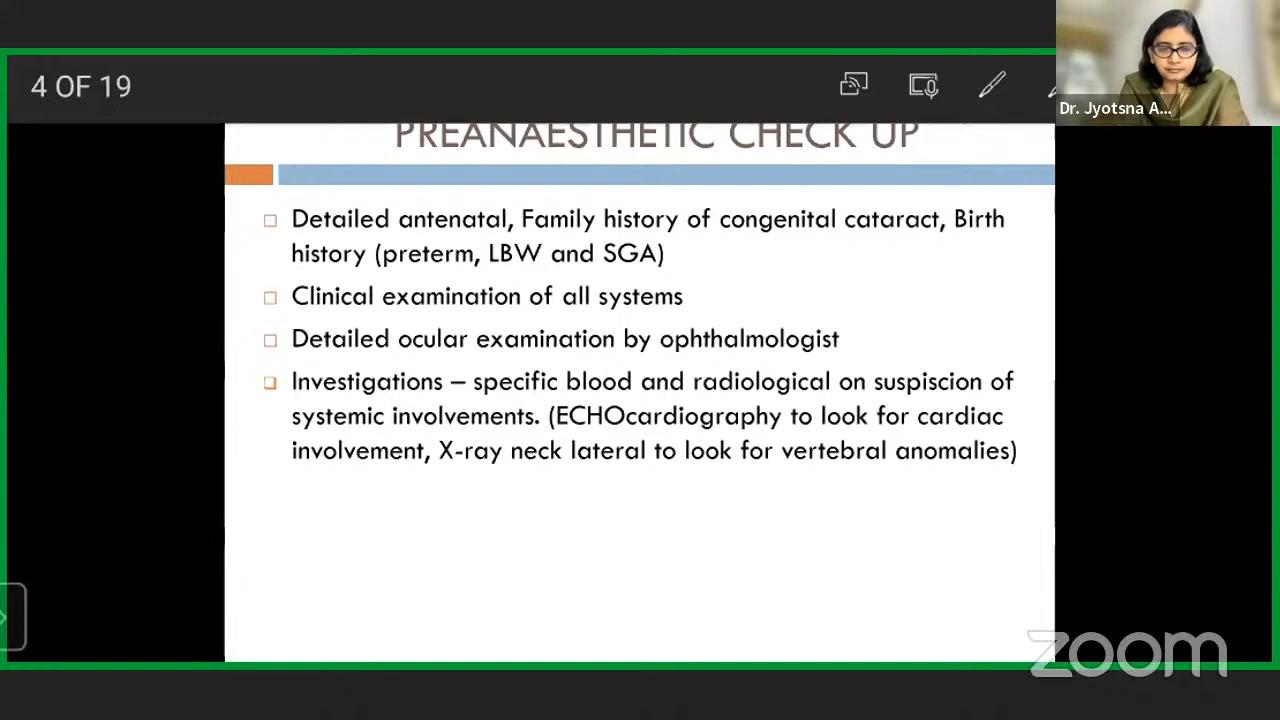 4 OF 19
Dr. Jyotsna A...
PREANAESTHETIC CHECK UP
Detailed antenatal, Family history of congenital cataract, Birth
history (preterm, LBW and SGA)
Clinical examination of all systems
Detailed ocular examination by ophthalmologist
Investigations – specific blood and radiological on suspiscion of
systemic involvements. (ECHOcardiography to look for cardiac
involvement, X-ray neck lateral to look for vertebral anomalies)
zoom